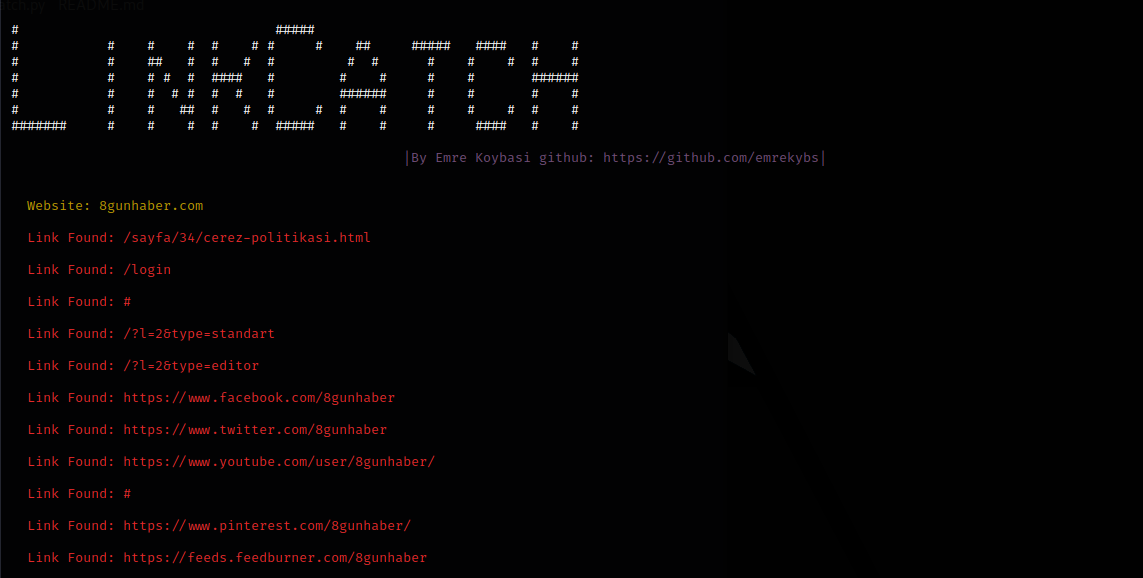 atch.py README.md
LINKCATCH
|By Emre Koybasi github: https://github.com/emrekybs|
Website: 8gunhaber.com
Link Found: /sayfa/34/cerez-politikasi.html
Link Found: /login
Link Found: #
Link Found: /?l=2&type=standart
Link Found: /?l=2&type=editor
Link Found: https://www.facebook.com/8gunhaber
Link Found: https://www.twitter.com/8gunhaber
Link Found: https://www.youtube.com/user/8gunhaber/
Link Found: #
Link Found: https://www.pinterest.com/8gunhaber/
Link Found: https://feeds.feedburner.com/8gunhaber